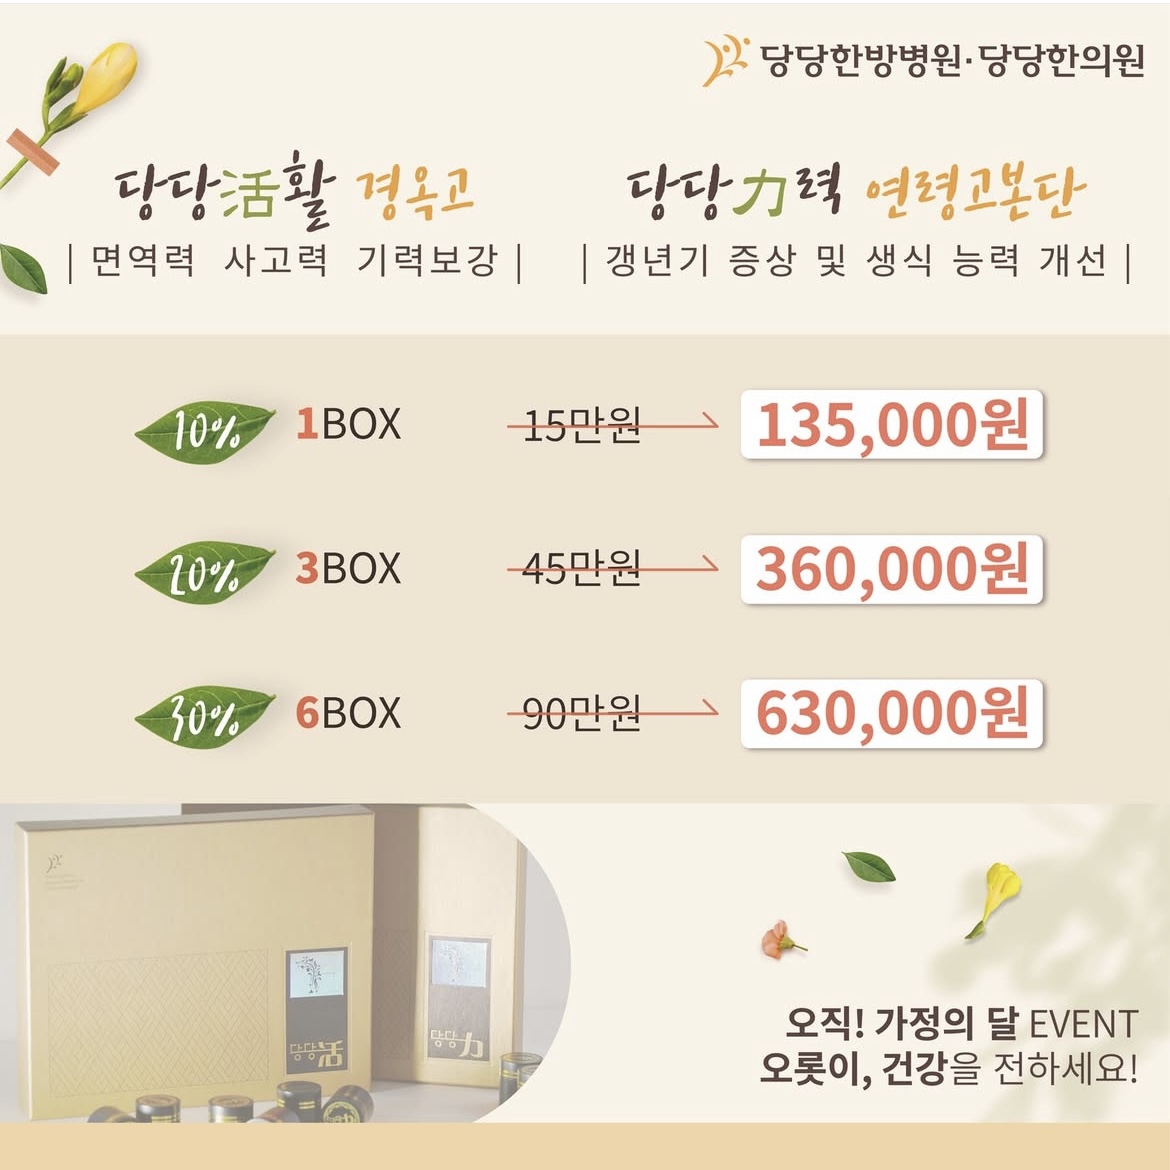 당당한방병원·당당한의원
당당活활 경옥고
| 면역력 사고력 기력보강 |
당당力력 연령고본단
| 갱년기 증상 및 생식 능력 개선 |
10% 1BOX 15만원 135,000원
20% 3BOX 45만원 360,000원
30% 6BOX 90만원 630,000원
당당活
당당力
오직! 가정의 달 EVENT
오롯이, 건강을 전하세요!